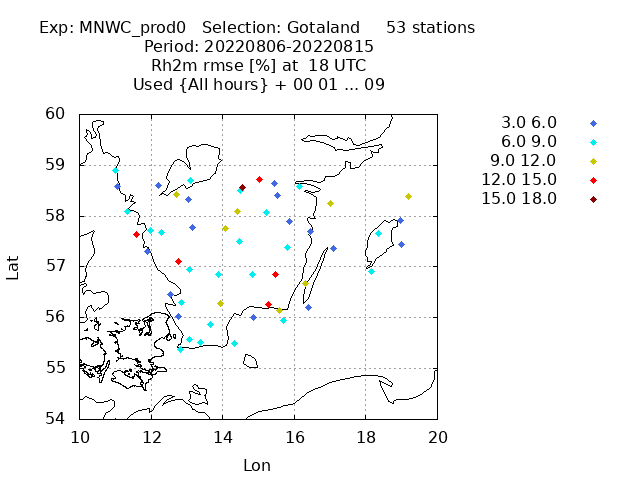 Exp: MNWC_prod0 Selection: Gotaland 53 stations
Period: 20220806-20220815
Rh2m rmse [%] at 18 UTC
Used {All hours} + 00 01 ... 09
3.0 6.0
6.0 9.0
9.0 12.0
12.0 15.0
15.0 18.0
60
59
58
57
56
55
54
Lat
10 12 14 16 18 20
Lon